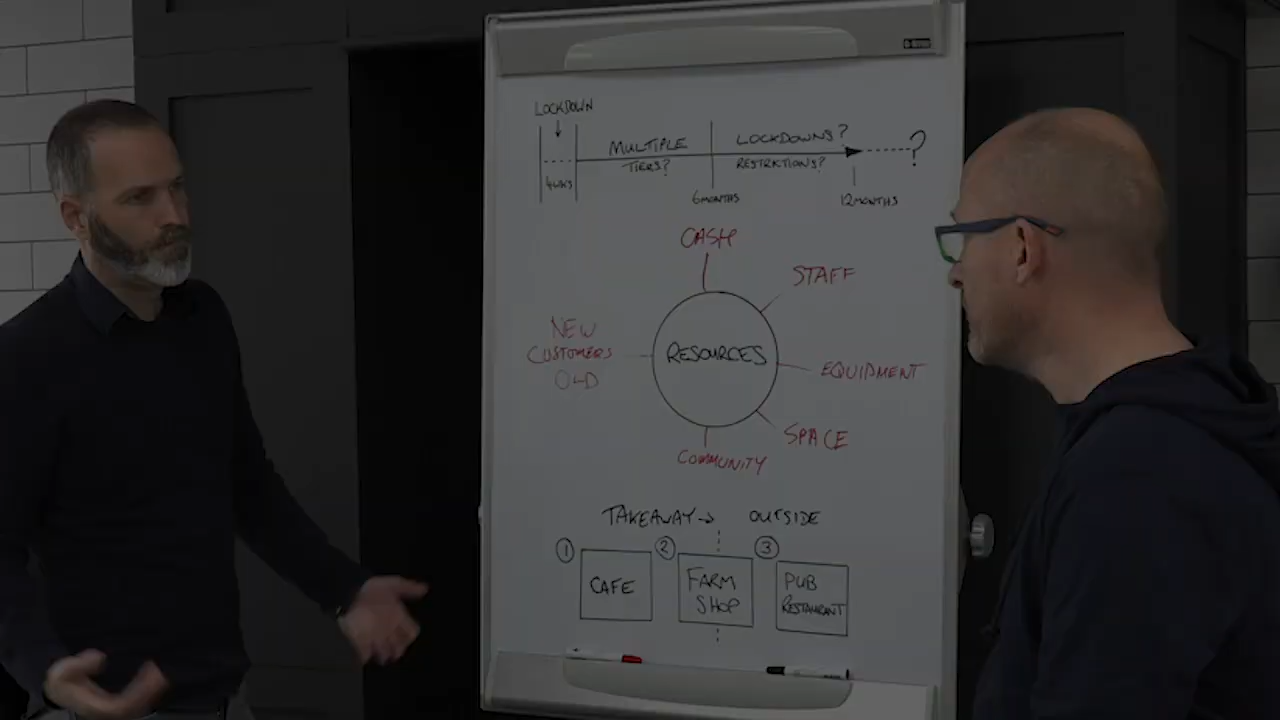 LOCKDOWN
MULTIPLE
LOCKDOWNS?
?
TIERS?
RESTRICTIONS?
4WKS
6MONTHS
12MONTHS
CASH
STAFF
NEW
CUSTOMERS
OLD
RESOURCES
EQUIPMENT
SPACE
COMMUNITY
TAKEAWAY → OUTSIDE
1
2
3
CAFE
FARM
SHOP
PUB
RESTAURANT